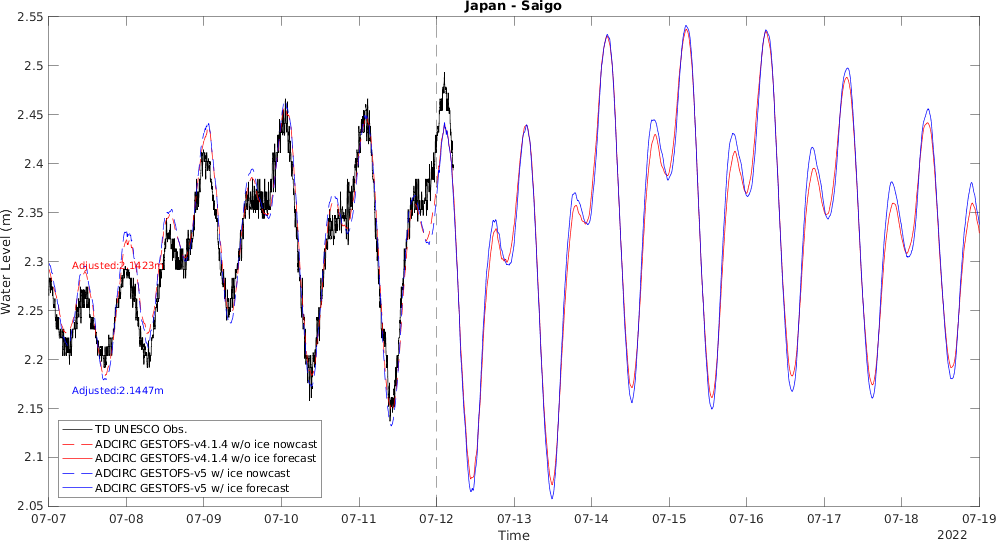 Japan - Saigo
2.55
2.5
2.45
2.4
2.35
2.3
2.25
2.2
2.15
2.1
2.05
Water Level (m)
Adjusted:2.1423m
Adjusted:2.1447m
TD UNESCO Obs.
ADCIRC GESTOFS-v4.1.4 w/o ice nowcast
ADCIRC GESTOFS-v4.1.4 w/o ice forecast
ADCIRC GESTOFS-v5 w/ ice nowcast
ADCIRC GESTOFS-v5 w/ ice forecast
07-07 07-08 07-09 07-10 07-11 07-12 07-13 07-14 07-15 07-16 07-17 07-18 07-19
Time
2022